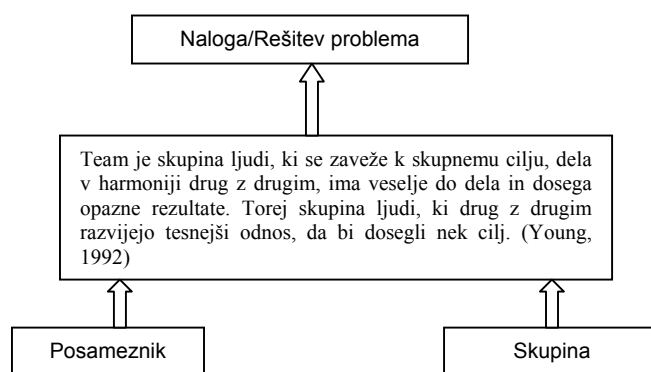 Naloga/Rešitev problema
Team je skupina ljudi, ki se zaveže k skupnemu cilju, dela
v harmoniji drug z drugim, ima veselje do dela in dosega
opazne rezultate. Torej skupina ljudi, ki drug z drugim
razvijejo tesnejši odnos, da bi dosegli nek cilj. (Young,
1992)
Posameznik
Skupina